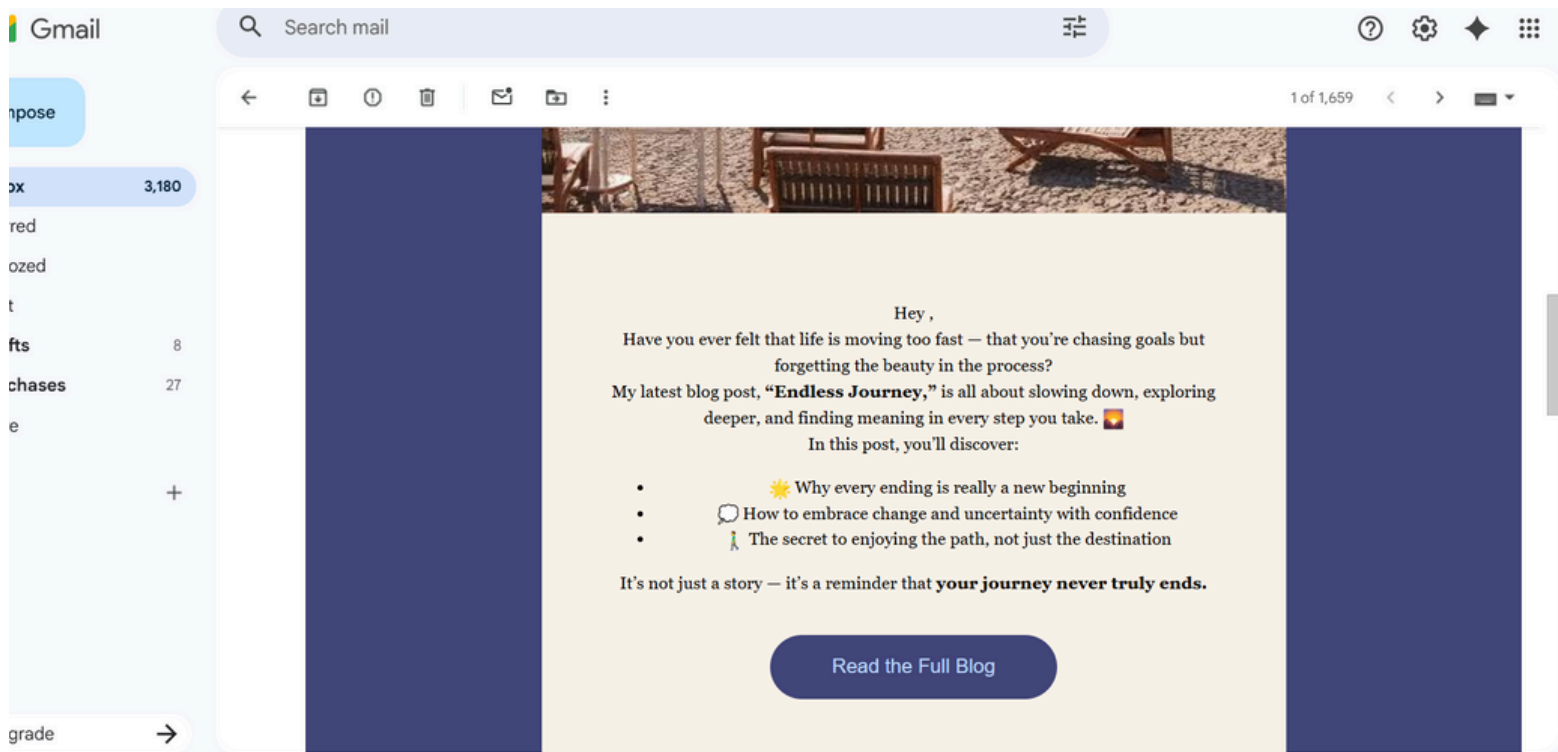 Gmail
Search mail
1 of 1,659
mpose
ox 3,180
rred
ozed
t
fts 8
chases 27
e
grade
Hey ,
Have you ever felt that life is moving too fast — that you’re chasing goals but
forgetting the beauty in the process?
My latest blog post, “Endless Journey,” is all about slowing down, exploring
deeper, and finding meaning in every step you take. 🌄
In this post, you’ll discover:
• 🌟 Why every ending is really a new beginning
• 💭 How to embrace change and uncertainty with confidence
• 🚶‍♂️ The secret to enjoying the path, not just the destination
It’s not just a story — it’s a reminder that your journey never truly ends.
Read the Full Blog